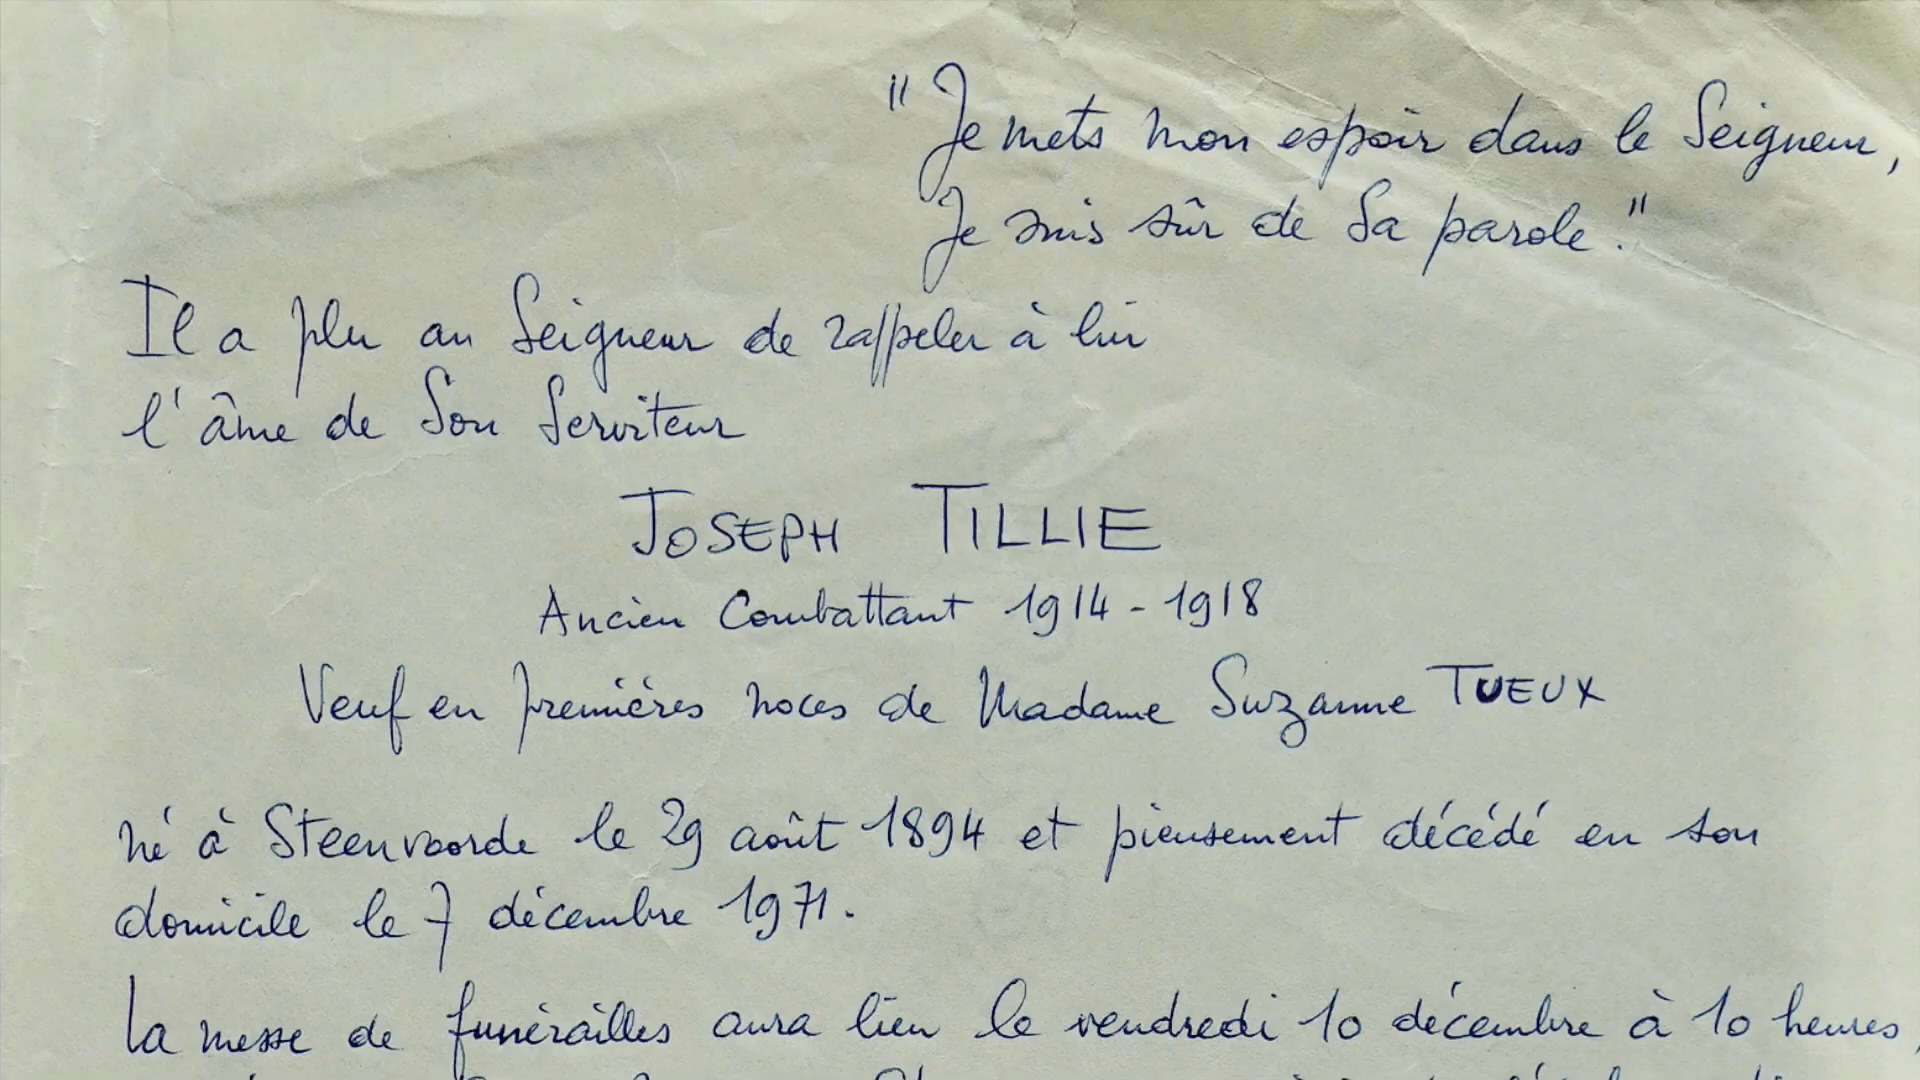 "Je mets mon espoir dans le Seigneur,
Je suis sûr de Sa parole."
Il a plu au Seigneur de rappeler à lui
l'âme de Son Serviteur
JOSEPH TILLIE
Ancien Combattant 1914-1918
Veuf en premières noces de Madame Suzanne TUEUX
né à Steenvoorde le 29 août 1894 et pieusement décédé en son
domicile le 7 décembre 1971.
La messe de funérailles aura lieu le vendredi 10 décembre à 10 heures,